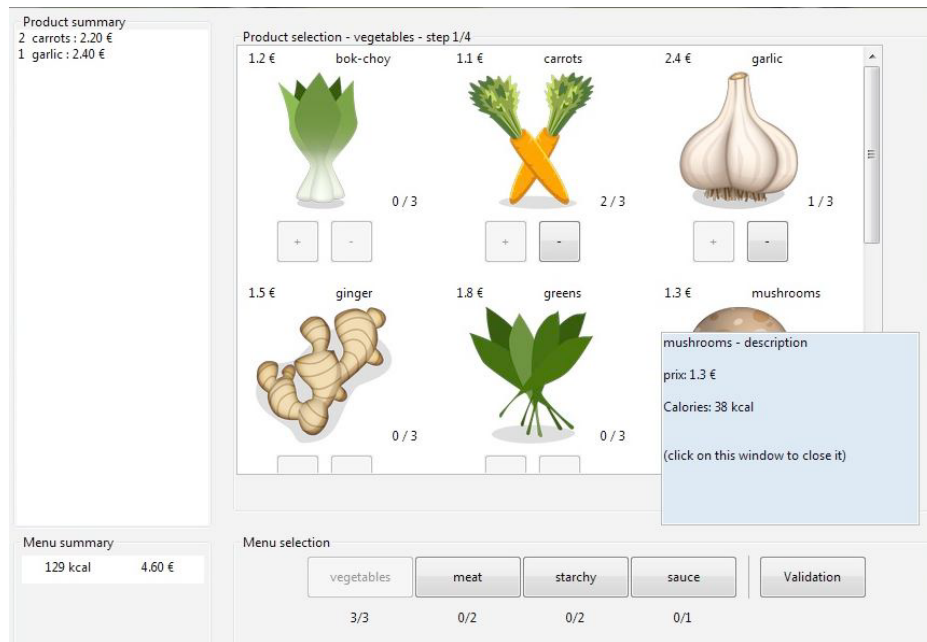 Product summary
2 carrots : 2.20 €
1 garlic : 2.40 €
Product selection - vegetables - step 1/4
1.2 € bok-choy 1.1 € carrots 2.4 € garlic
0 / 3 2 / 3 1 / 3
+ - + - + -
1.5 € ginger 1.8 € greens 1.3 € mushrooms
mushrooms - description
prix: 1.3 €
Calories: 38 kcal
0 / 3 0 / 3
(click on this window to close it)
Menu summary
129 kcal 4.60 €
Menu selection
vegetables meat starchy sauce Validation
3/3 0/2 0/2 0/1